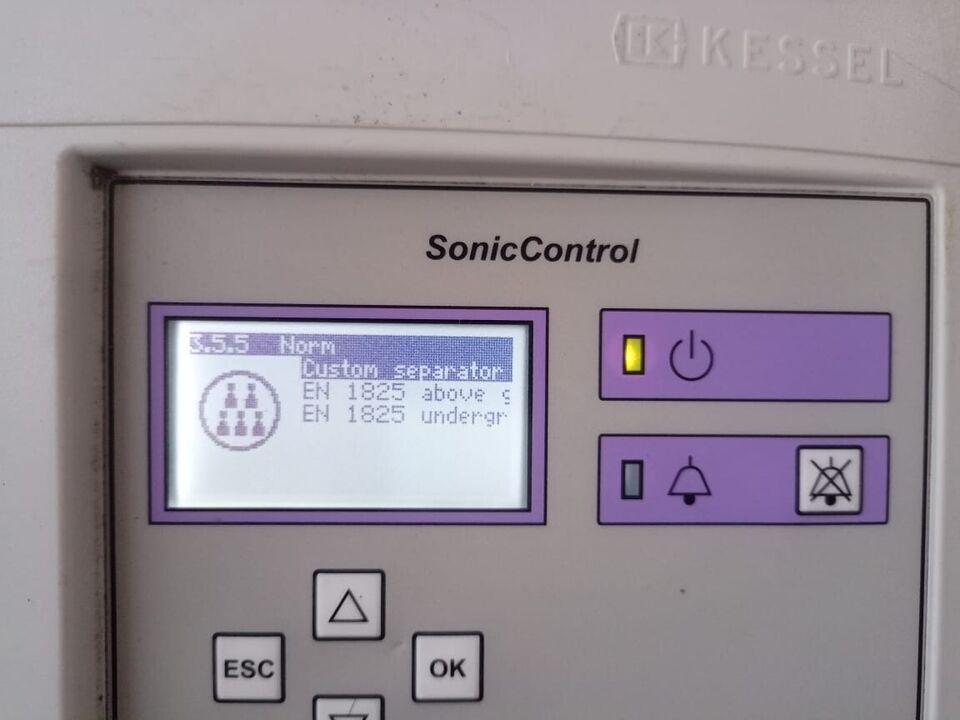 KESSEL
SonicControl
3.5.5 Norm
Custom separator
EN 1825 above g
EN 1825 undergr
ESC
OK